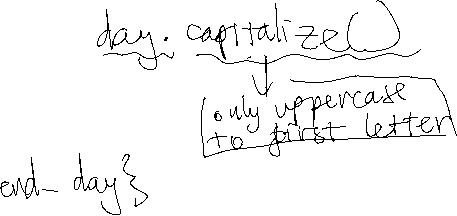 day.capitalize()
only uppercase
to first letter
end_day}